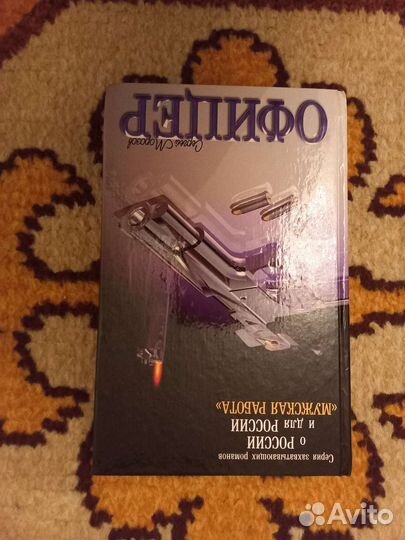 Avito
Серия захватывающих романов
О РОССИИ
И ДЛЯ РОССИИ
«МУЖСКАЯ РАБОТА»
Сергей Морозов
ОФИЦЕР